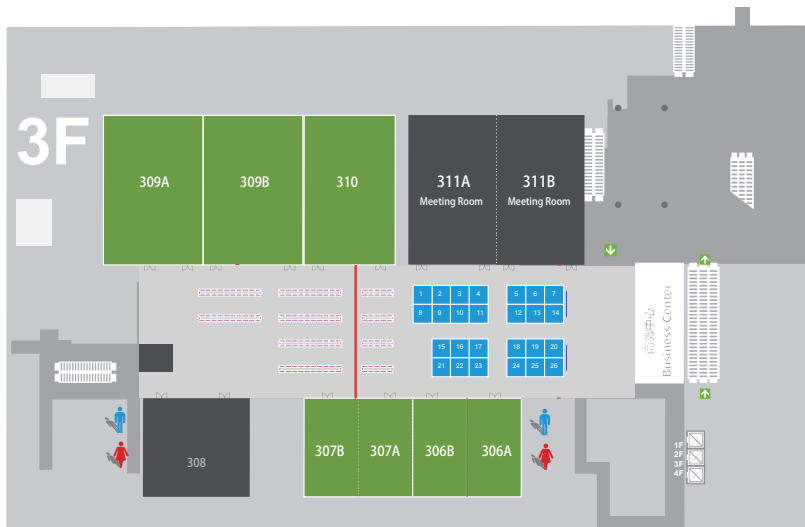 3F
309A
309B
310
311A
Meeting Room
311B
Meeting Room
1 2 3 4
8 9 10 11
5 6 7
12 13 14
15 16 17
21 22 23
18 19 20
24 25 26
商务中心
Business Center
308
307B
307A
306B
306A
1F
2F
3F
4F